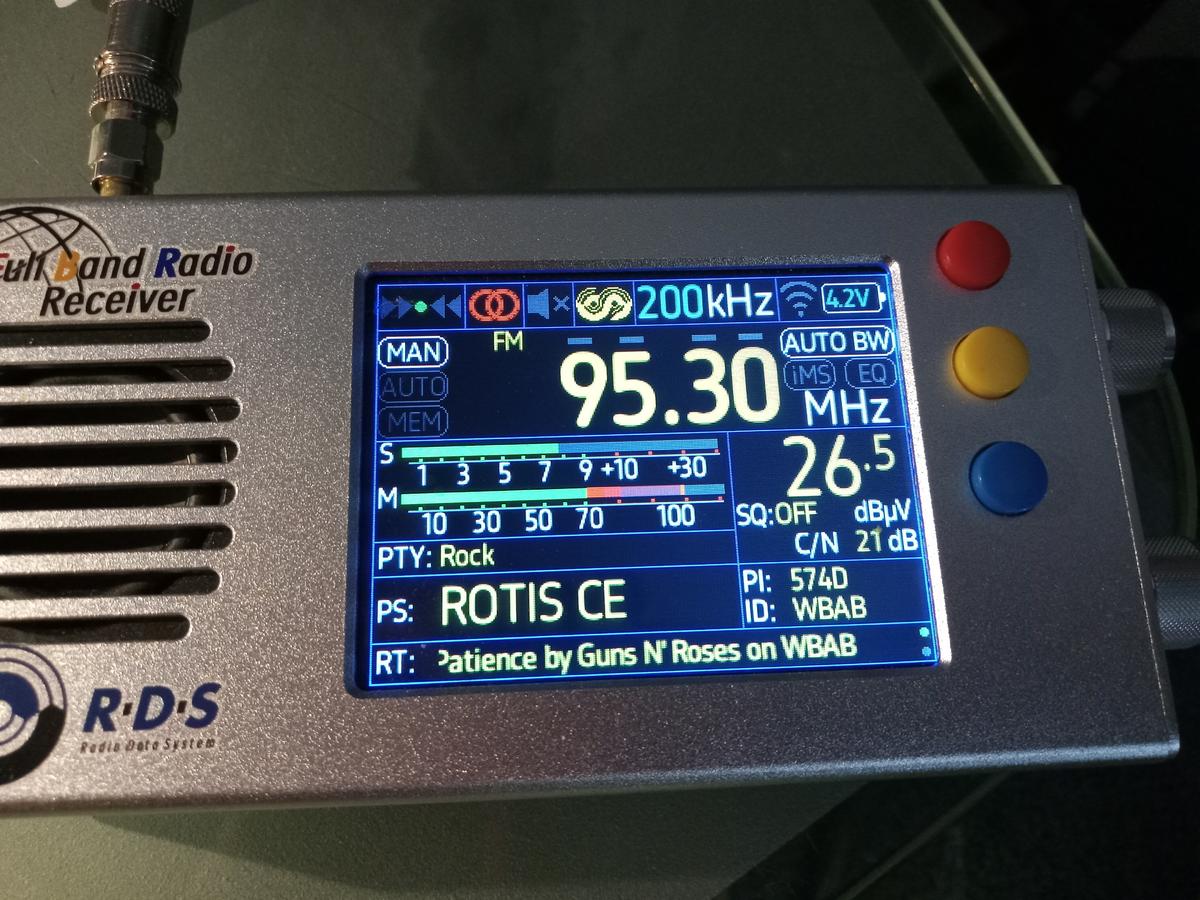 Full Band Radio
Receiver
200kHz
4.2V
MAN
FM
AUTO BW
AUTO
95.30
iMS
EQ
MEM
MHz
S
1 3 5 7 9 +10 +30
26.5
M
10 30 50 70 100
SQ:OFF dBµV
C/N 21 dB
PTY: Rock
PI: 574D
PS: ROTIS CE
ID: WBAB
RT: Patience by Guns N' Roses on WBAB
R·D·S
Radio Data System